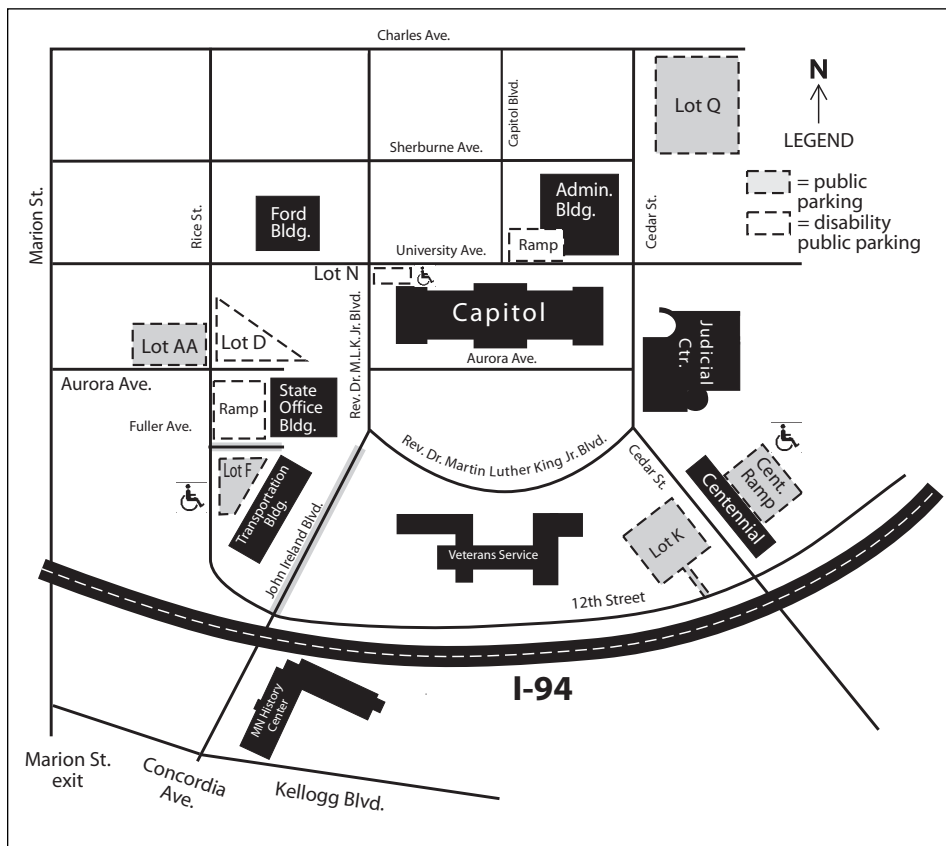 Charles Ave.
Capitol Blvd.
Lot Q
N
LEGEND
= public
parking
= disability
public parking
Sherburne Ave.
Marion St.
Rice St.
Ford
Bldg.
Admin.
Bldg.
Ramp
Cedar St.
University Ave.
Lot N
Rev. Dr. M.L.K. Jr. Blvd.
Capitol
Judicial
Ctr.
Lot AA
Lot D
Aurora Ave.
Aurora Ave.
Ramp
State
Office
Bldg.
Fuller Ave.
Rev. Dr. Martin Luther King Jr. Blvd.
Cedar St.
Lot F
Transportation
Bldg.
John Ireland Blvd.
Cent.
Ramp
Centennial
Lot K
Veterans Service
12th Street
I-94
MN History
Center
Marion St.
exit
Concordia
Ave.
Kellogg Blvd.